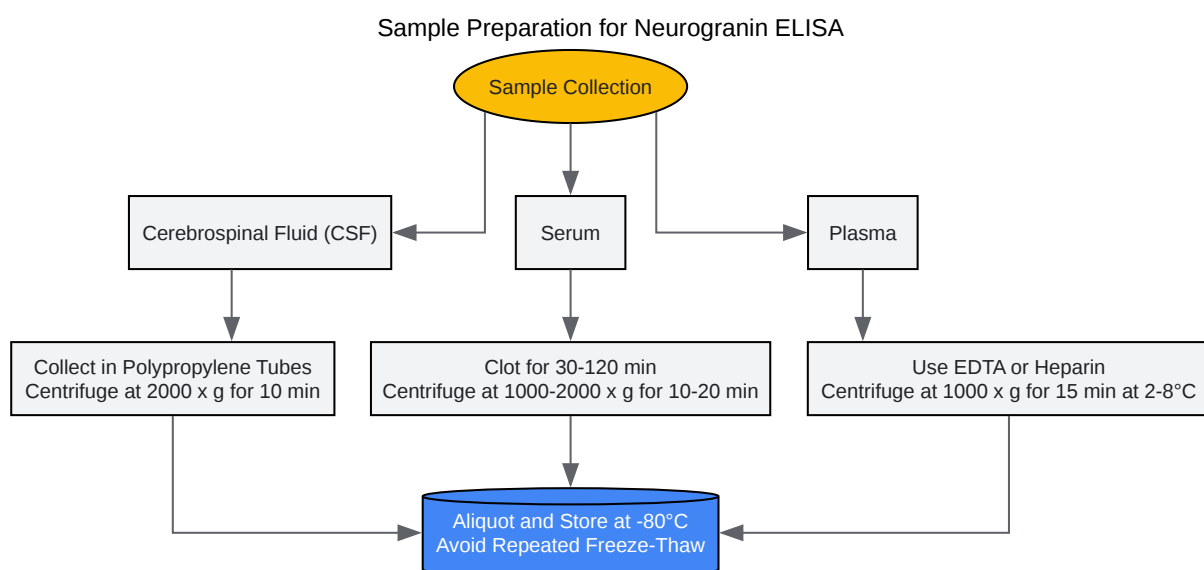 Sample Preparation for Neurogranin ELISA
Sample Collection
Cerebrospinal Fluid (CSF)
Serum
Plasma
Collect in Polypropylene Tubes
Centrifuge at 2000 x g for 10 min
Clot for 30-120 min
Centrifuge at 1000-2000 x g for 10-20 min
Use EDTA or Heparin
Centrifuge at 1000 x g for 15 min at 2-8°C
Aliquot and Store at -80°C
Avoid Repeated Freeze-Thaw